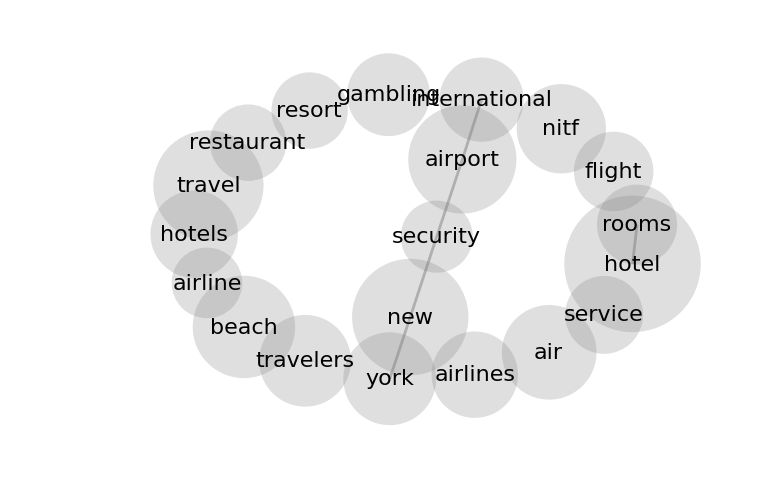 gambling
international
resort
nitf
restaurant
airport
flight
travel
rooms
hotels
security
hotel
airline
service
new
beach
air
travelers
york
airlines